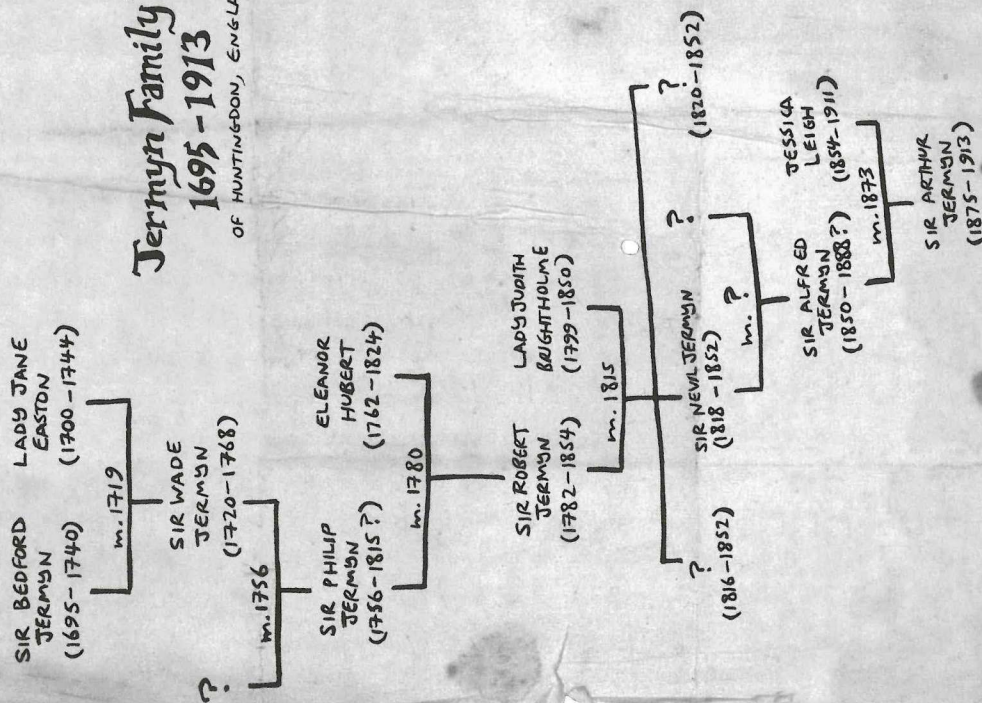 Jermyn Family
1695-1913
OF HUNTINGDON, ENGLA
SIR BEDFORD
JERMYN
(1695-1740)
LADY JANE
EASTON
(1700-1744)
m.1719
?
SIR WADE
JERMYN
(1720-1768)
m.1756
SIR PHILIP
JERMYN
(1756-1815?)
ELEANOR
HUBERT
(1762-1824)
m.1780
SIR ROBERT
JERMYN
(1782-1854)
LADY JUDITH
BRIGHTHOLME
(1799-1850)
m.1815
?
(1816-1852)
SIR NEVIL JERMYN
(1818-1852)
?
?
(1820-1852)
m. ?
SIR ALFRED
JERMYN
(1850-1888?)
JESSICA
LEIGH
(1854-1911)
m.1873
SIR ARTHUR
JERMYN
(1875-1913)